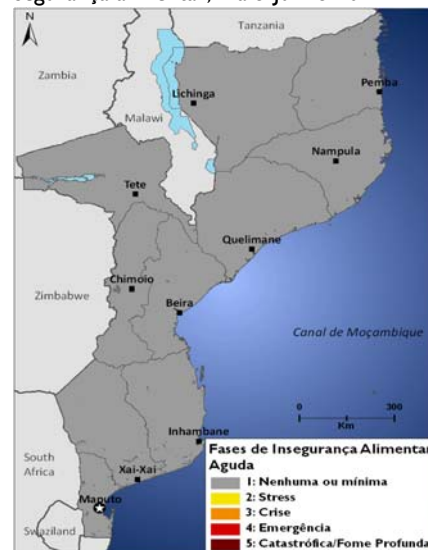 N
Tanzania
Zambia
Pemba
Lichinga
Malawi
Nampula
Tete
Quelimane
Chimoio
Zimbabwe
Beira
Canal de Moçambique
0 300
Km
Inhambane
South
Africa
Xai-Xai
Maputo
Swaziland
Fases de Insegurança Alimentar
Aguda
1: Nenhuma ou mínima
2: Stress
3: Crise
4: Emergência
5: Catastrófica/Fome Profunda